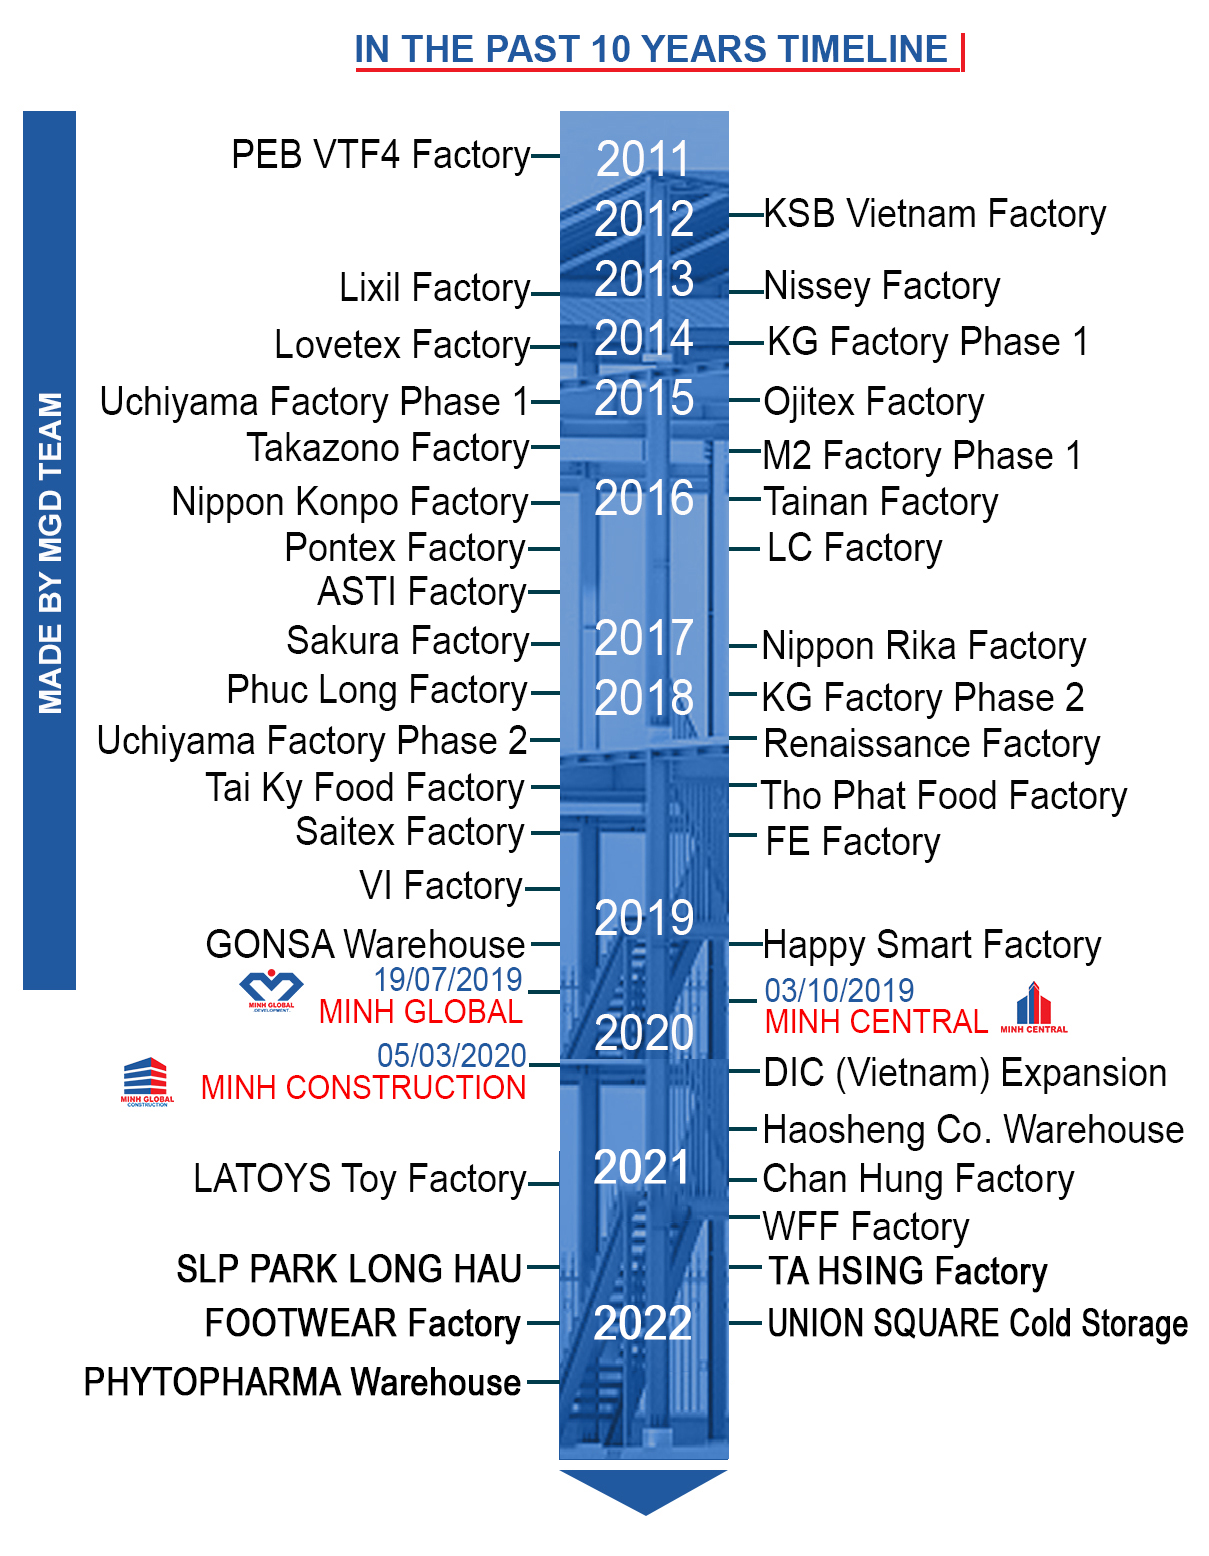 IN THE PAST 10 YEARS TIMELINE
MADE BY MGD TEAM
PEB VTF4 Factory
2011
2012
KSB Vietnam Factory
Lixil Factory
2013
Nissey Factory
Lovetex Factory
2014
KG Factory Phase 1
Uchiyama Factory Phase 1
2015
Ojitex Factory
Takazono Factory
M2 Factory Phase 1
Nippon Konpo Factory
2016
Tainan Factory
Pontex Factory
LC Factory
ASTI Factory
Sakura Factory
2017
Nippon Rika Factory
Phuc Long Factory
2018
KG Factory Phase 2
Uchiyama Factory Phase 2
Renaissance Factory
Tai Ky Food Factory
Tho Phat Food Factory
Saitex Factory
FE Factory
VI Factory
2019
GONSA Warehouse
Happy Smart Factory
19/07/2019
MINH GLOBAL
MINH GLOBAL
DEVELOPMENT
03/10/2019
MINH CENTRAL
MINH CENTRAL
2020
05/03/2020
MINH CONSTRUCTION
MINH GLOBAL
CONSTRUCTION
DIC (Vietnam) Expansion
Haosheng Co. Warehouse
LATOYS Toy Factory
2021
Chan Hung Factory
WFF Factory
SLP PARK LONG HAU
TA HSING Factory
FOOTWEAR Factory
2022
UNION SQUARE Cold Storage
PHYTOPHARMA Warehouse